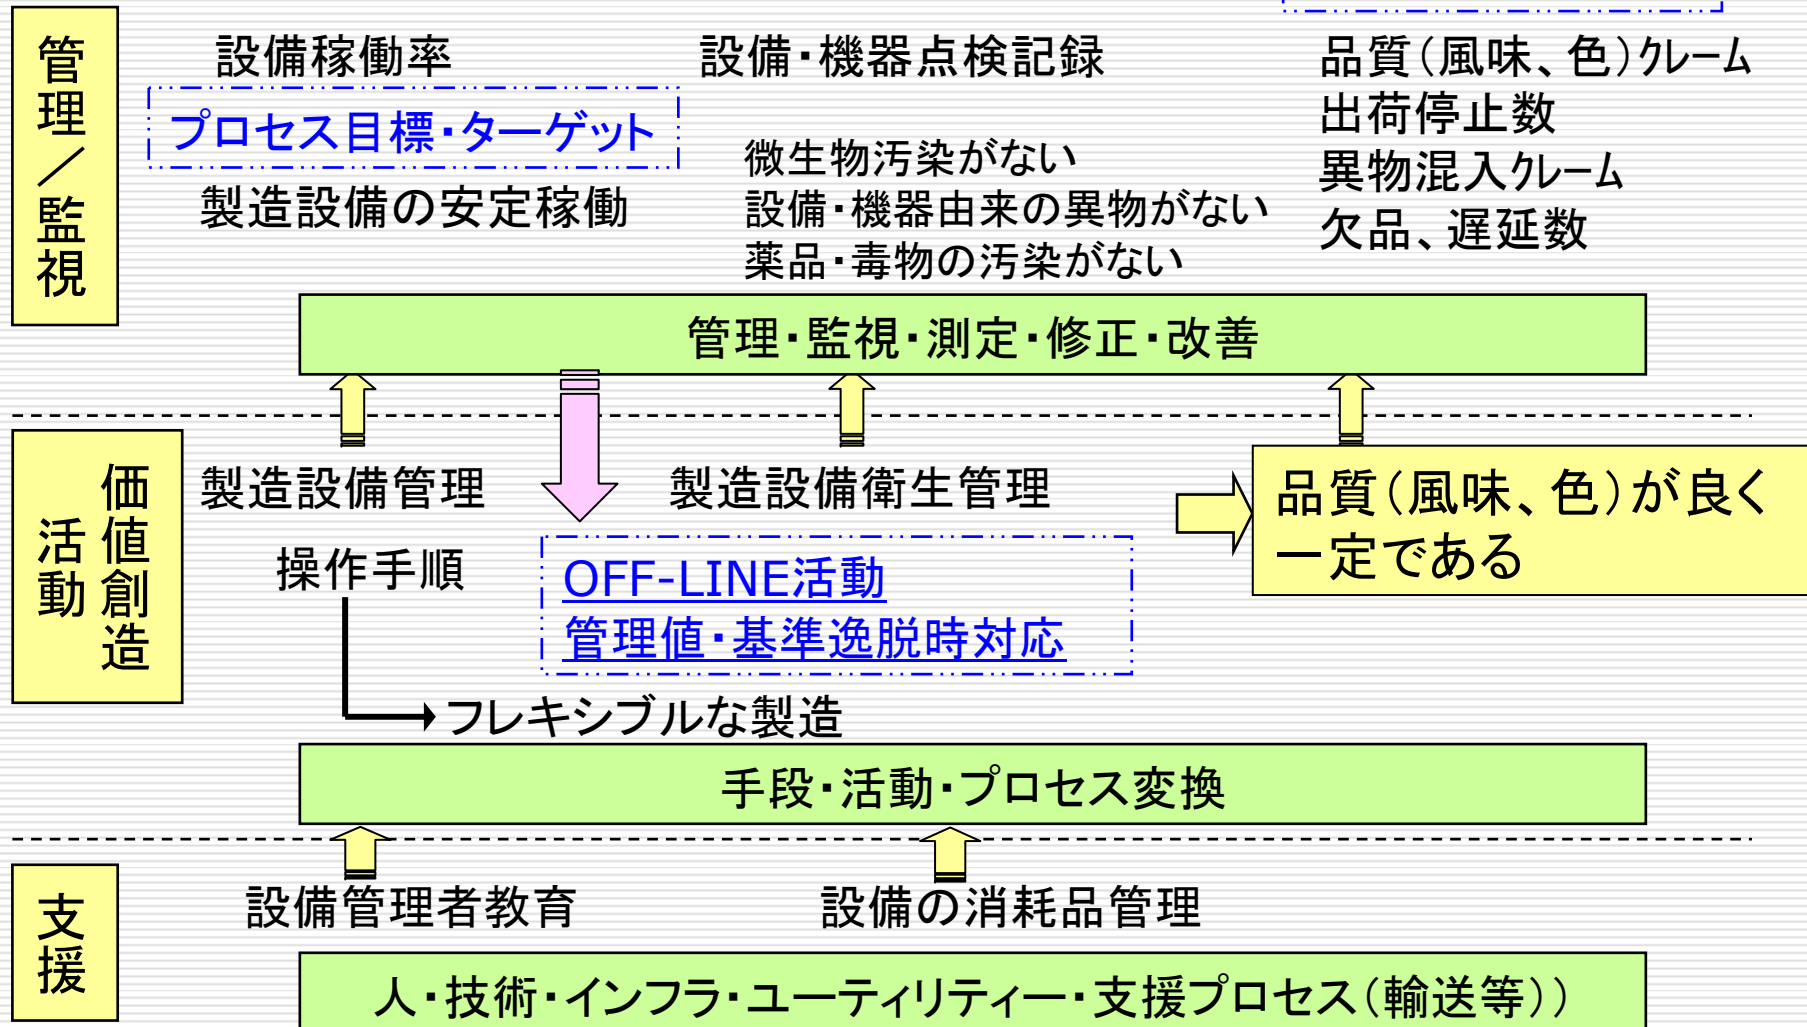 管理／監視
設備稼働率
プロセス目標・ターゲット
製造設備の安定稼働
設備・機器点検記録
微生物汚染がない
設備・機器由来の異物がない
薬品・毒物の汚染がない
品質（風味、色）ｸﾚｰﾑ
出荷停止数
異物混入ｸﾚｰﾑ
欠品、遅延数
管理・監視・測定・修正・改善
価値創造
活動
製造設備管理
操作手順
フレキシブルな製造
製造設備衛生管理
OFF-LINE活動
管理値・基準逸脱時対応
品質（風味、色）が良く
一定である
手段・活動・プロセス変換
支援
設備管理者教育
設備の消耗品管理
人・技術・インフラ・ユーティリティー・支援プロセス（輸送等））